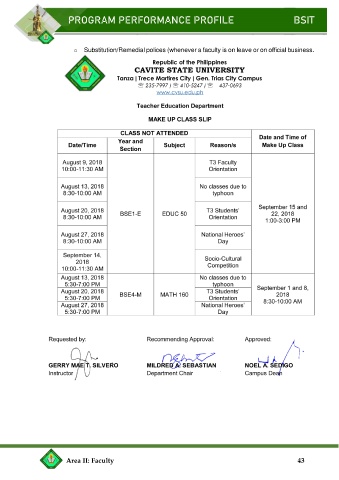 PROGRAM PERFORMANCE PROFILE BSIT
o Substitution/Remedial polices (whenever a faculty is on leave or on official business.
Republic of the Philippines
CAVITE STATE UNIVERSITY
Tanza | Trece Martires City | Gen. Trias City Campus
☏ 235-7997 / ☏ 410-5247 / ☏ 437-0693
www.cvsu.edu.ph
Teacher Education Department
MAKE UP CLASS SLIP
CLASS NOT ATTENDED
Date and Time of Make Up Class
Date/Time
Year and Section
Subject
Reason/s
August 9, 2018
10:00-11:30 AM
T3 Faculty
Orientation
August 13, 2018
8:30-10:00 AM
No classes due to
typhoon
August 20, 2018
8:30-10:00 AM
BSE1-E
EDUC 50
T3 Students'
Orientation
September 15 and
22, 2018
1:00-3:00 PM
August 27, 2018
8:30-10:00 AM
National Heroes'
Day
September 14,
2018
10:00-11:30 AM
Socio-Cultural
Competition
August 13, 2018
5:30-7:00 PM
No classes due to
typhoon
August 20, 2018
5:30-7:00 PM
BSE4-M
MATH 160
T3 Students'
Orientation
September 1 and 8,
2018
8:30-10:00 AM
August 27, 2018
5:30-7:00 PM
National Heroes'
Day
Requested by: Recommending Approval: Approved:
GERRY MAE T. SILVERO MILDRED A. SEBASTIAN NOEL A. SEDIGO
Instructor Department Chair Campus Dean
Area II: Faculty 43